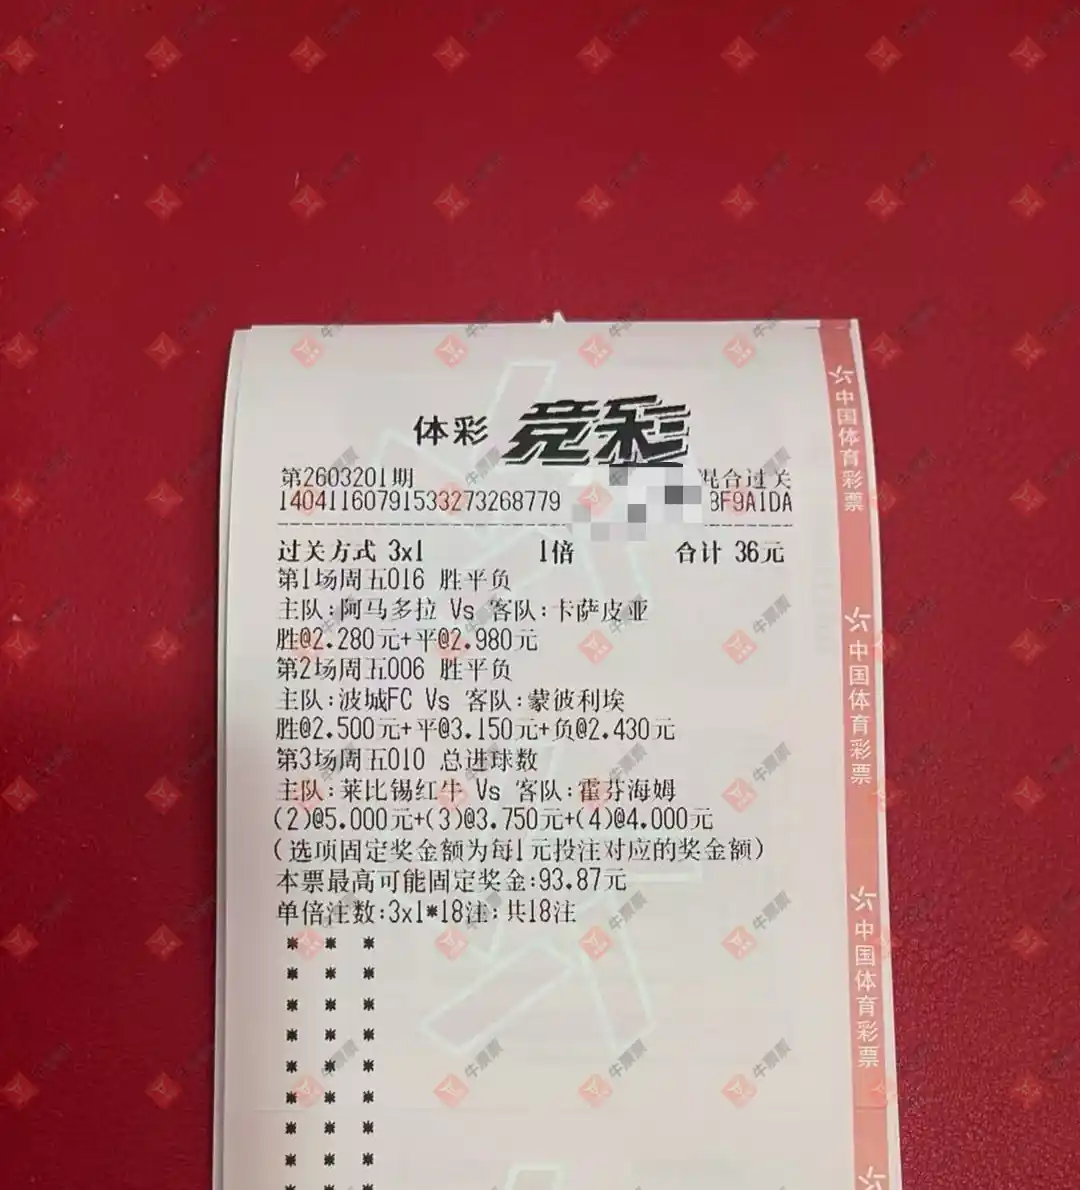 体彩 竞彩
第2603201期 混合过关
140411607915333273268779 8F9A1DA
过关方式 3x1 1倍 合计 36元
第1场周五016 胜平负
主队:阿马多拉 Vs 客队:卡萨皮亚
胜@2.280元+平@2.980元
第2场周五006 胜平负
主队:波城FC Vs 客队:蒙彼利埃
胜@2.500元+平@3.150元+负@2.430元
第3场周五010 总进球数
主队:莱比锡红牛 Vs 客队:霍芬海姆
(2)@5.000元+(3)@3.750元+(4)@4.000元
(选项固定奖金额为每1元投注对应的奖金额)
本票最高可能固定奖金:93.87元
单倍注数:3x1*18注:共18注
* * *
* * *
* * *
* * *
* * *
* * *
* * *
* * *
* * *
中国体育彩票
中国体育彩票
中国体育彩票
牛票票